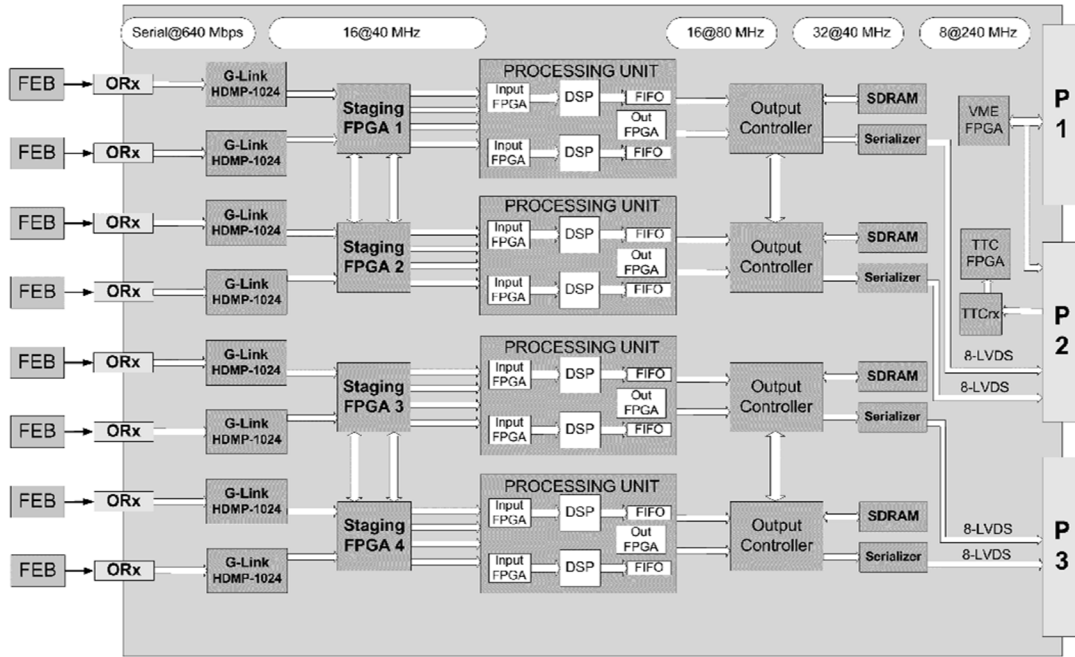 Serial@640 Mbps
16@40 MHz
16@80 MHz
32@40 MHz
8@240 MHz
FEB
ORx
G-Link
HDMP-1024
FEB
ORx
G-Link
HDMP-1024
Staging
FPGA 1
PROCESSING UNIT
Input
FPGA
DSP
FIFO
Out
FPGA
Input
FPGA
DSP
FIFO
Output
Controller
SDRAM
Serializer
VME
FPGA
P
1
FEB
ORx
G-Link
HDMP-1024
FEB
ORx
G-Link
HDMP-1024
Staging
FPGA 2
PROCESSING UNIT
Input
FPGA
DSP
FIFO
Out
FPGA
Input
FPGA
DSP
FIFO
Output
Controller
SDRAM
Serializer
TTC
FPGA
TTCrx
P
2
8-LVDS
8-LVDS
FEB
ORx
G-Link
HDMP-1024
FEB
ORx
G-Link
HDMP-1024
Staging
FPGA 3
PROCESSING UNIT
Input
FPGA
DSP
FIFO
Out
FPGA
Input
FPGA
DSP
FIFO
Output
Controller
SDRAM
Serializer
FEB
ORx
G-Link
HDMP-1024
FEB
ORx
G-Link
HDMP-1024
Staging
FPGA 4
PROCESSING UNIT
Input
FPGA
DSP
FIFO
Out
FPGA
Input
FPGA
DSP
FIFO
Output
Controller
SDRAM
Serializer
8-LVDS
8-LVDS
P
3